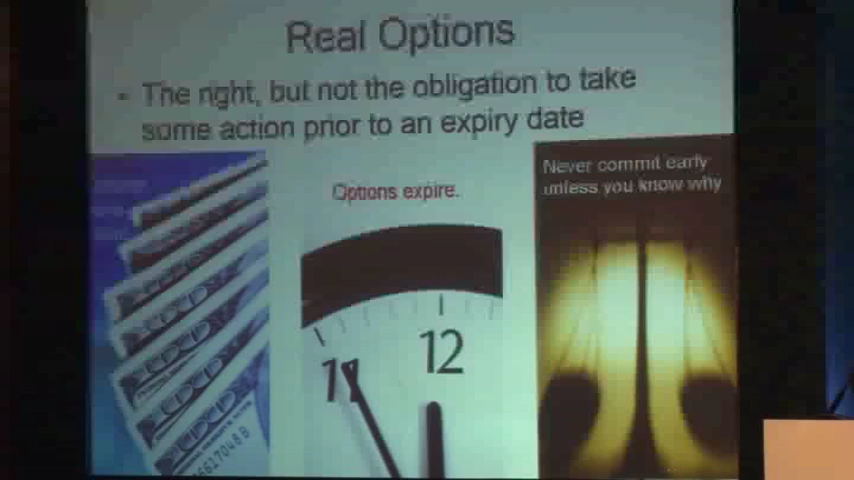 Real Options
- The right, but not the obligation to take
some action prior to an expiry date
Options expire.
Never commit early
unless you know why
11
12